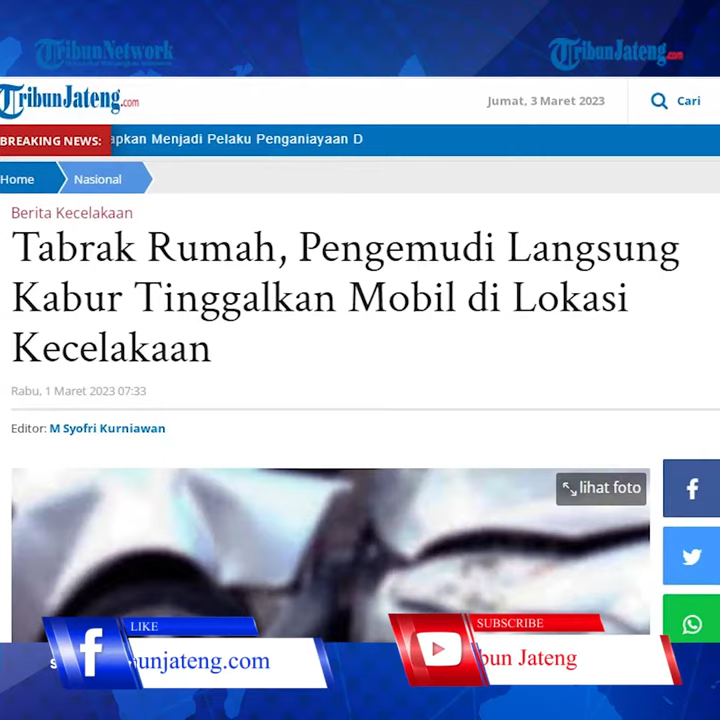 TribunNetwork
TribunJateng.com
TribunJateng.com
Jumat, 3 Maret 2023
Cari
BREAKING NEWS:
apkan Menjadi Pelaku Penganiayaan D
Home
Nasional
Berita Kecelakaan
Tabrak Rumah, Pengemudi Langsung
Kabur Tinggalkan Mobil di Lokasi
Kecelakaan
Rabu, 1 Maret 2023 07:33
Editor: M Syofri Kurniawan
lihat foto
LIKE
bunjateng.com
SUBSCRIBE
bun Jateng